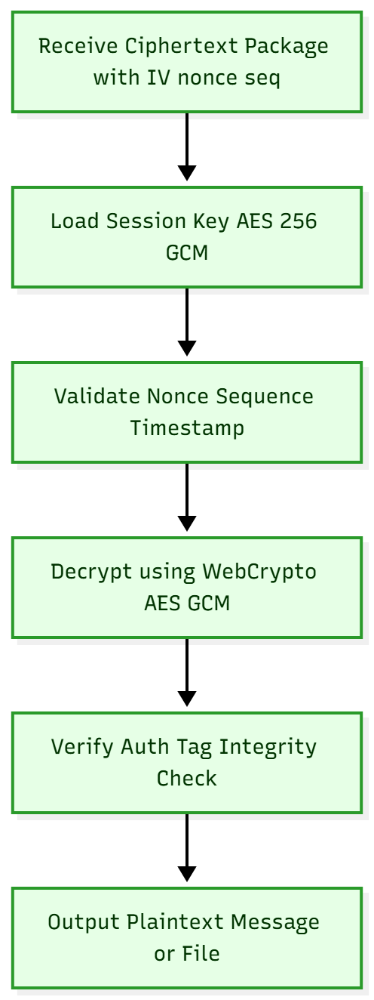 Receive Ciphertext Package
with IV nonce seq
Load Session Key AES 256
GCM
Validate Nonce Sequence
Timestamp
Decrypt using WebCrypto
AES GCM
Verify Auth Tag Integrity
Check
Output Plaintext Message
or File